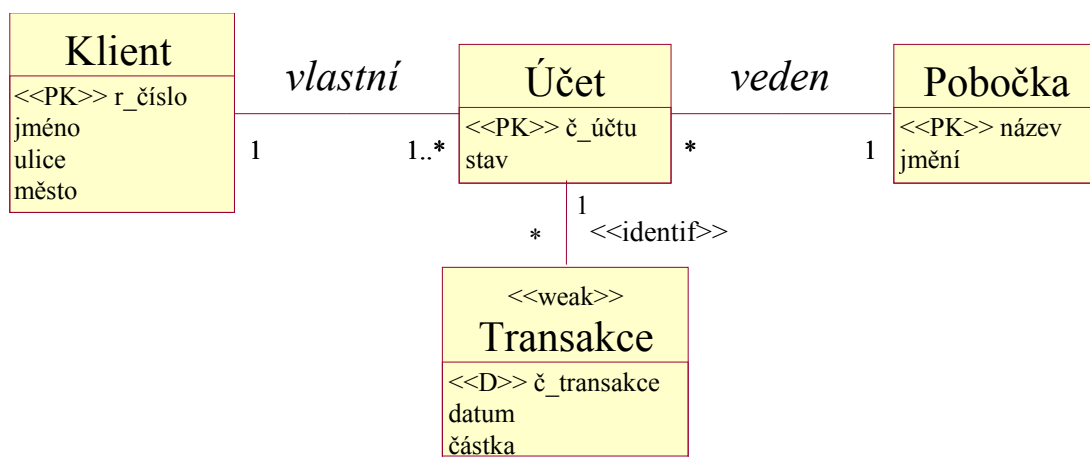 Klient
<<PK>> r_číslo
jméno
ulice
město
vlastní
1
1..*
Účet
<<PK>> č_účtu
stav
veden
*
1
Pobočka
<<PK>> název
jmění
1
* <<identif>>
<<weak>>
Transakce
<<D>> č_transakce
datum
částka